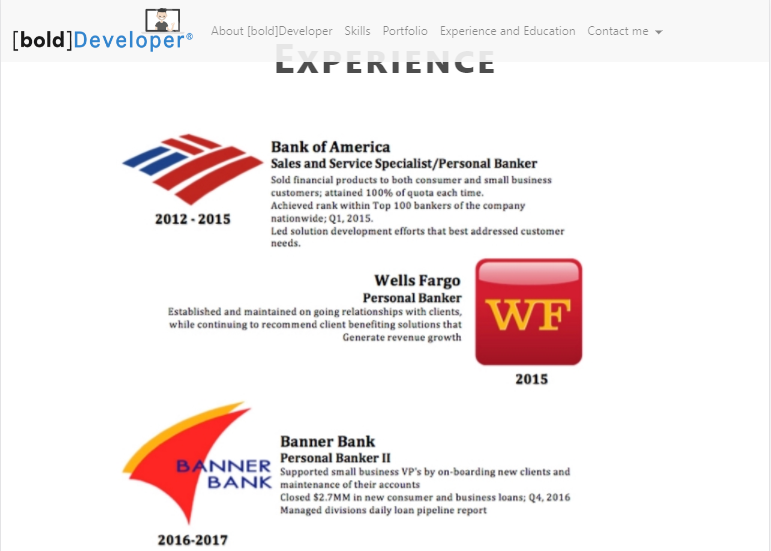 [bold]Developer®
About [bold]Developer Skills Portfolio Experience and Education Contact me
EXPERIENCE
Bank of America
Sales and Service Specialist/Personal Banker
Sold financial products to both consumer and small business
customers; attained 100% of quota each time.
Achieved rank within Top 100 bankers of the company
nationwide; Q1, 2015.
Led solution development efforts that best addressed customer
needs.
2012 - 2015
Wells Fargo
Personal Banker
Established and maintained on going relationships with clients,
while continuing to recommend client benefiting solutions that
Generate revenue growth
WF
2015
BANNER
BANK
Banner Bank
Personal Banker II
Supported small business VP's by on-boarding new clients and
maintenance of their accounts
Closed $2.7MM in new consumer and business loans; Q4, 2016
Managed divisions daily loan pipeline report
2016-2017